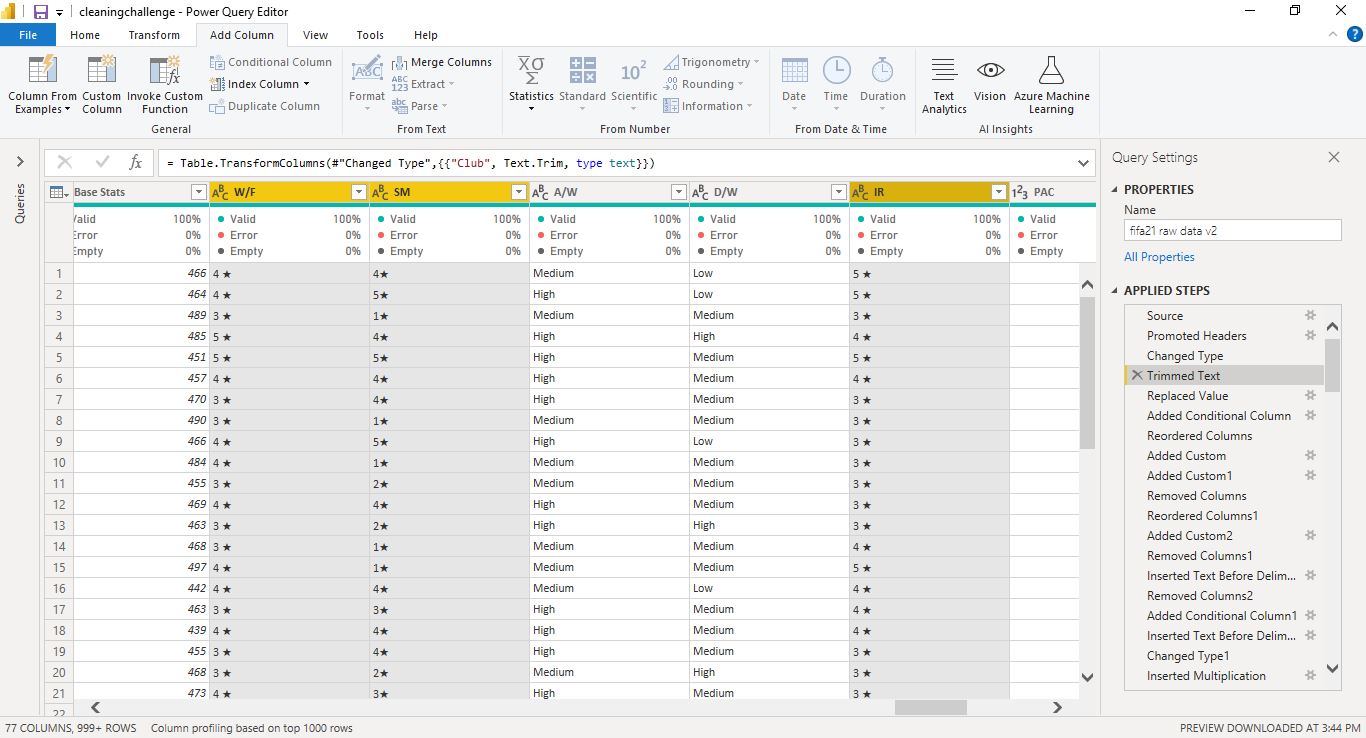 cleaningchallenge - Power Query Editor
File Home Transform Add Column View Tools Help
Column From Examples
Custom Column
Invoke Custom Function
Conditional Column
Index Column
Duplicate Column
General
Format
Merge Columns
Extract
Parse
From Text
Statistics
Standard
Scientific
Trigonometry
Rounding
Information
From Number
Date
Time
Duration
From Date & Time
Text Analytics
Vision
Azure Machine Learning
AI Insights
Queries
= Table.TransformColumns(#"Changed Type",{{"Club", Text.Trim, type text}})
Base Stats W/F SM A/W D/W IR PAC
Valid 100% Valid 100% Valid 100% Valid 100% Valid 100% Valid 100% Valid
Error 0% Error 0% Error 0% Error 0% Error 0% Error 0% Error
Empty 0% Empty 0% Empty 0% Empty 0% Empty 0% Empty 0% Empty
1 466 4 ★ 4★ Medium Low 5 ★
2 464 4 ★ 5★ High Low 5 ★
3 489 3 ★ 1★ Medium Medium 3 ★
4 485 5 ★ 4★ High High 4 ★
5 451 5 ★ 5★ High Medium 5 ★
6 457 4 ★ 4★ High Medium 4 ★
7 470 3 ★ 4★ High Medium 3 ★
8 490 3 ★ 1★ Medium Medium 3 ★
9 466 4 ★ 5★ High Low 3 ★
10 484 4 ★ 1★ Medium Medium 3 ★
11 455 3 ★ 2★ Medium Medium 3 ★
12 469 4 ★ 4★ High Medium 3 ★
13 463 3 ★ 2★ High High 3 ★
14 468 3 ★ 1★ Medium Medium 4 ★
15 497 4 ★ 1★ Medium Medium 5 ★
16 442 4 ★ 4★ Medium Low 4 ★
17 463 3 ★ 3★ High Medium 4 ★
18 439 4 ★ 4★ High Medium 4 ★
19 455 3 ★ 4★ High Medium 3 ★
20 468 3 ★ 2★ Medium High 3 ★
21 473 4 ★ 3★ High Medium 3 ★
22
Query Settings
PROPERTIES
Name
fifa21 raw data v2
All Properties
APPLIED STEPS
Source
Promoted Headers
Changed Type
Trimmed Text
Replaced Value
Added Conditional Column
Reordered Columns
Added Custom
Added Custom1
Removed Columns
Reordered Columns1
Added Custom2
Removed Columns1
Inserted Text Before Delim...
Removed Columns2
Added Conditional Column1
Inserted Text Before Delim...
Changed Type1
Inserted Multiplication
77 COLUMNS, 999+ ROWS Column profiling based on top 1000 rows PREVIEW DOWNLOADED AT 3:44 PM